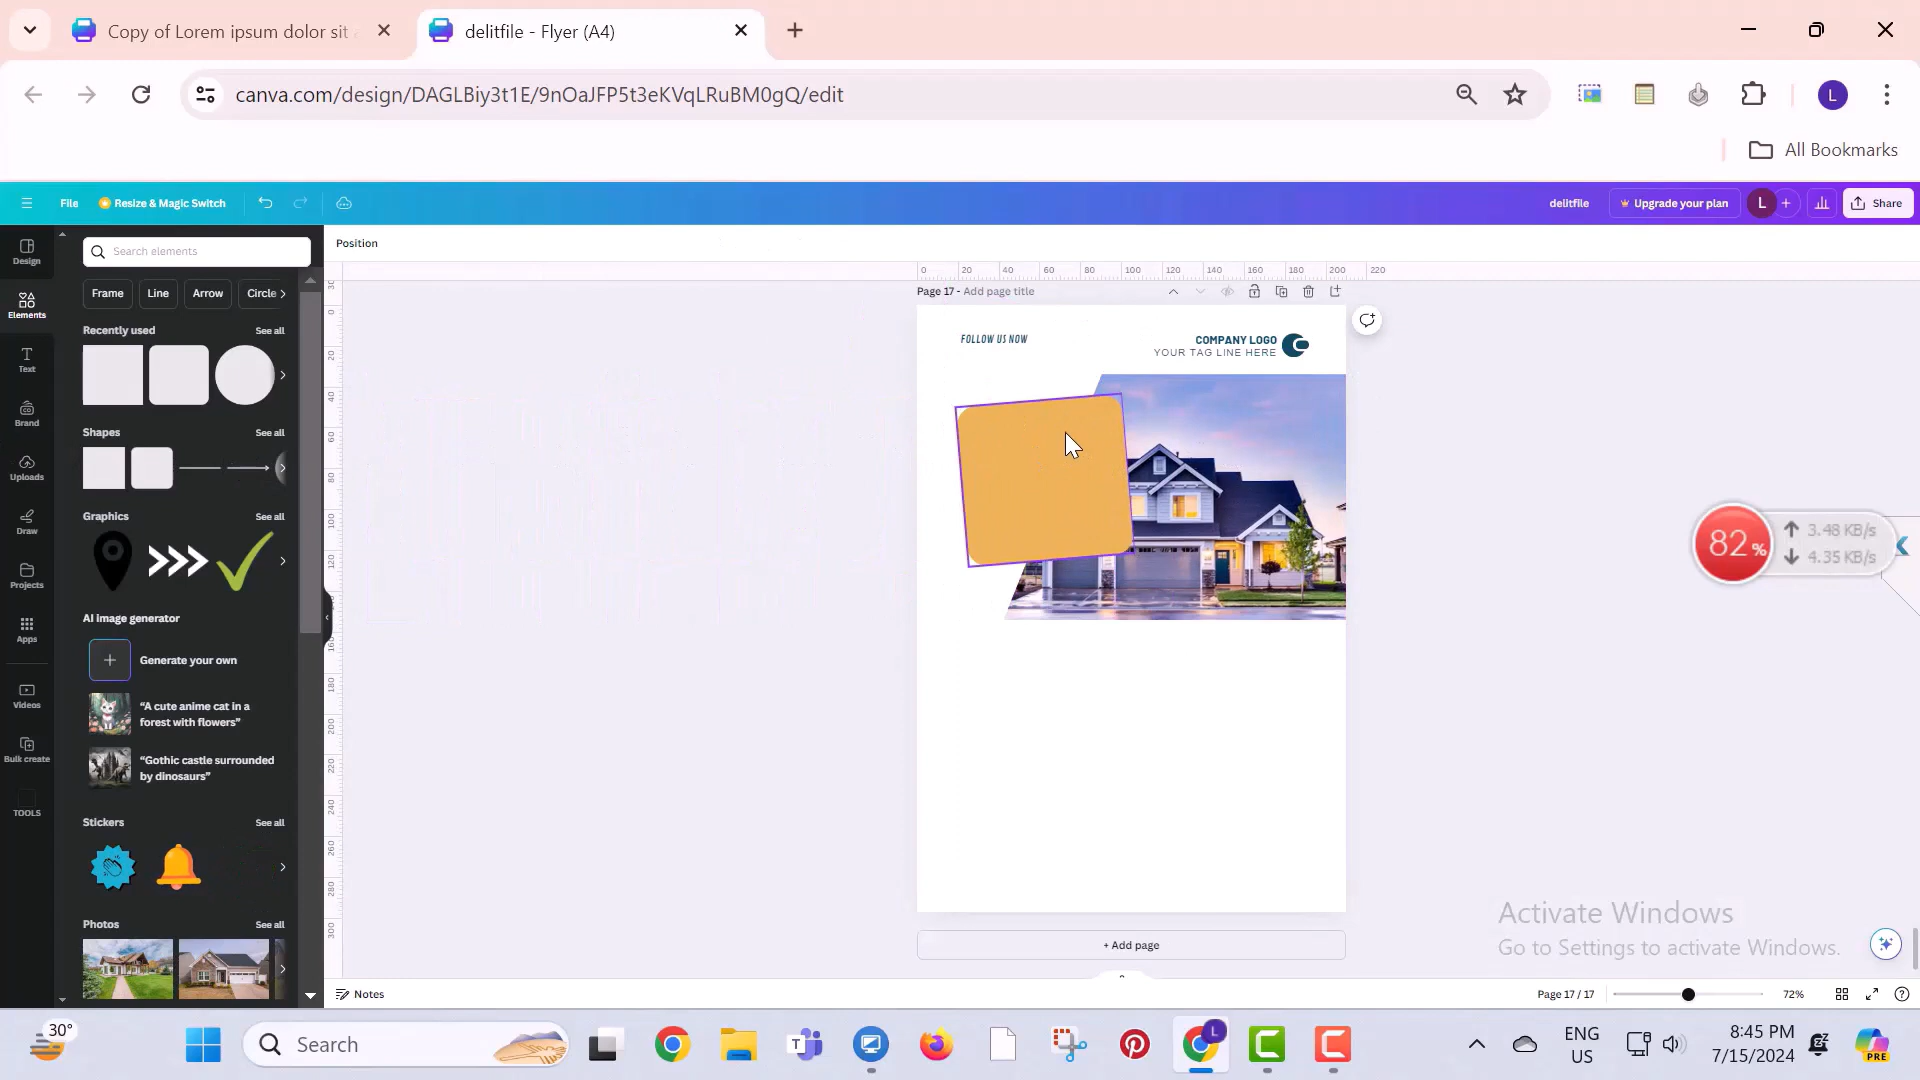 Copy of Lorem ipsum dolor sit
delitfile - Flyer (A4)
canva.com/design/DAGLBiy3t1E/9nOaJFP5t3eKVqLRuBM0gQ/edit
L
All Bookmarks
File
Resize & Magic Switch
delitfile
Upgrade your plan
L
Share
Design
Elements
Text
Brand
Uploads
Draw
Projects
Apps
Videos
Bulk create
TOOLS
Search elements
Frame
Line
Arrow
Circle
Recently used
See all
Shapes
See all
Graphics
See all
AI image generator
Generate your own
"A cute anime cat in a
forest with flowers"
"Gothic castle surrounded
by dinosaurs"
Stickers
See all
Photos
See all
Position
0 20 40 60 80 100 120 140 160 180 200 220
Page 17 - Add page title
FOLLOW US NOW
COMPANY LOGO
YOUR TAG LINE HERE
82%
3.48 KB/s
4.35 KB/s
+ Add page
Activate Windows
Go to Settings to activate Windows.
Notes
Page 17 / 17
72%
30°
Search
L
ENG
US
8:45 PM
7/15/2024
PRE